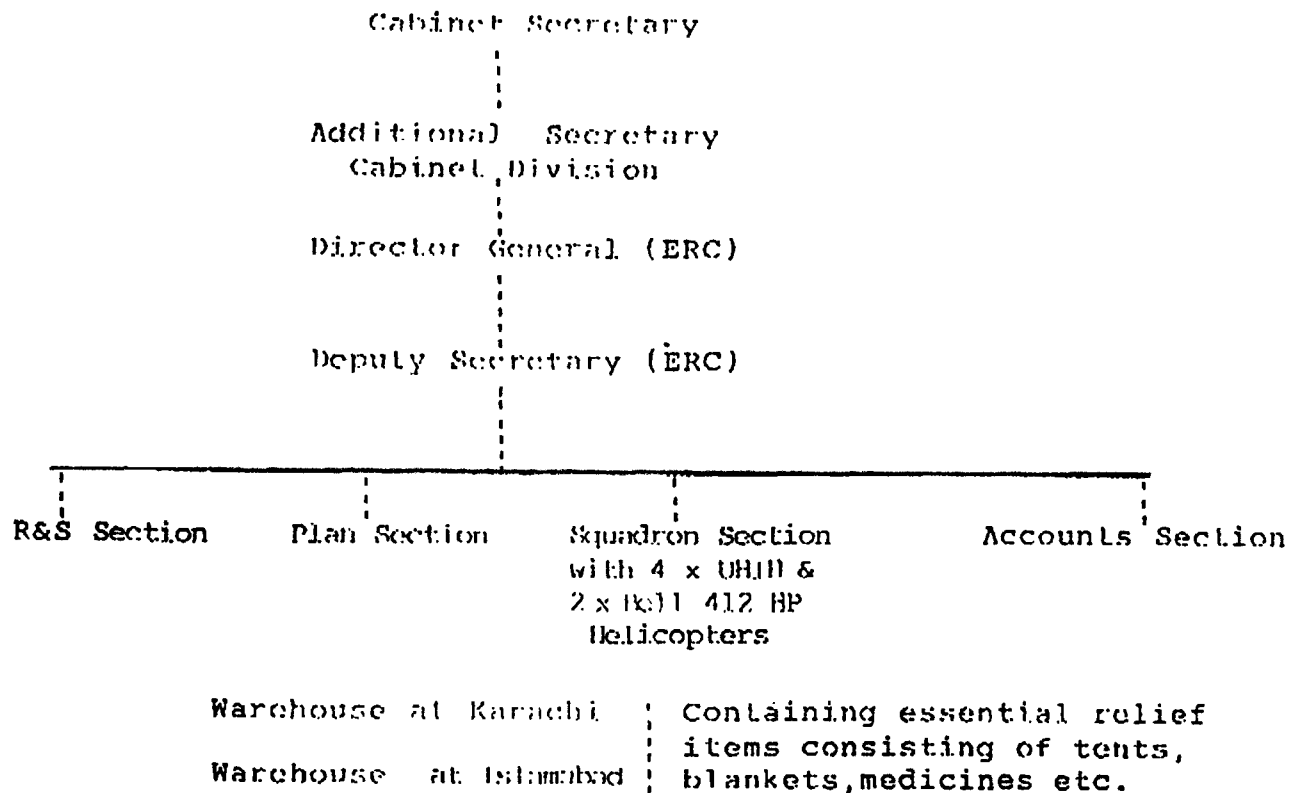 Cabinet Secretary
Additional Secretary
Cabinet Division
Director General (ERC)
Deputy Secretary (ERC)
R&S Section
Plan Section
Squadron Section
with 4 x &
2 x Bell 412 HP
Helicopters
Accounts Section
Warehouse at Karachi
Warehouse at Islamabad
Containing essential relief
items consisting of tents,
blankets,medicines etc.